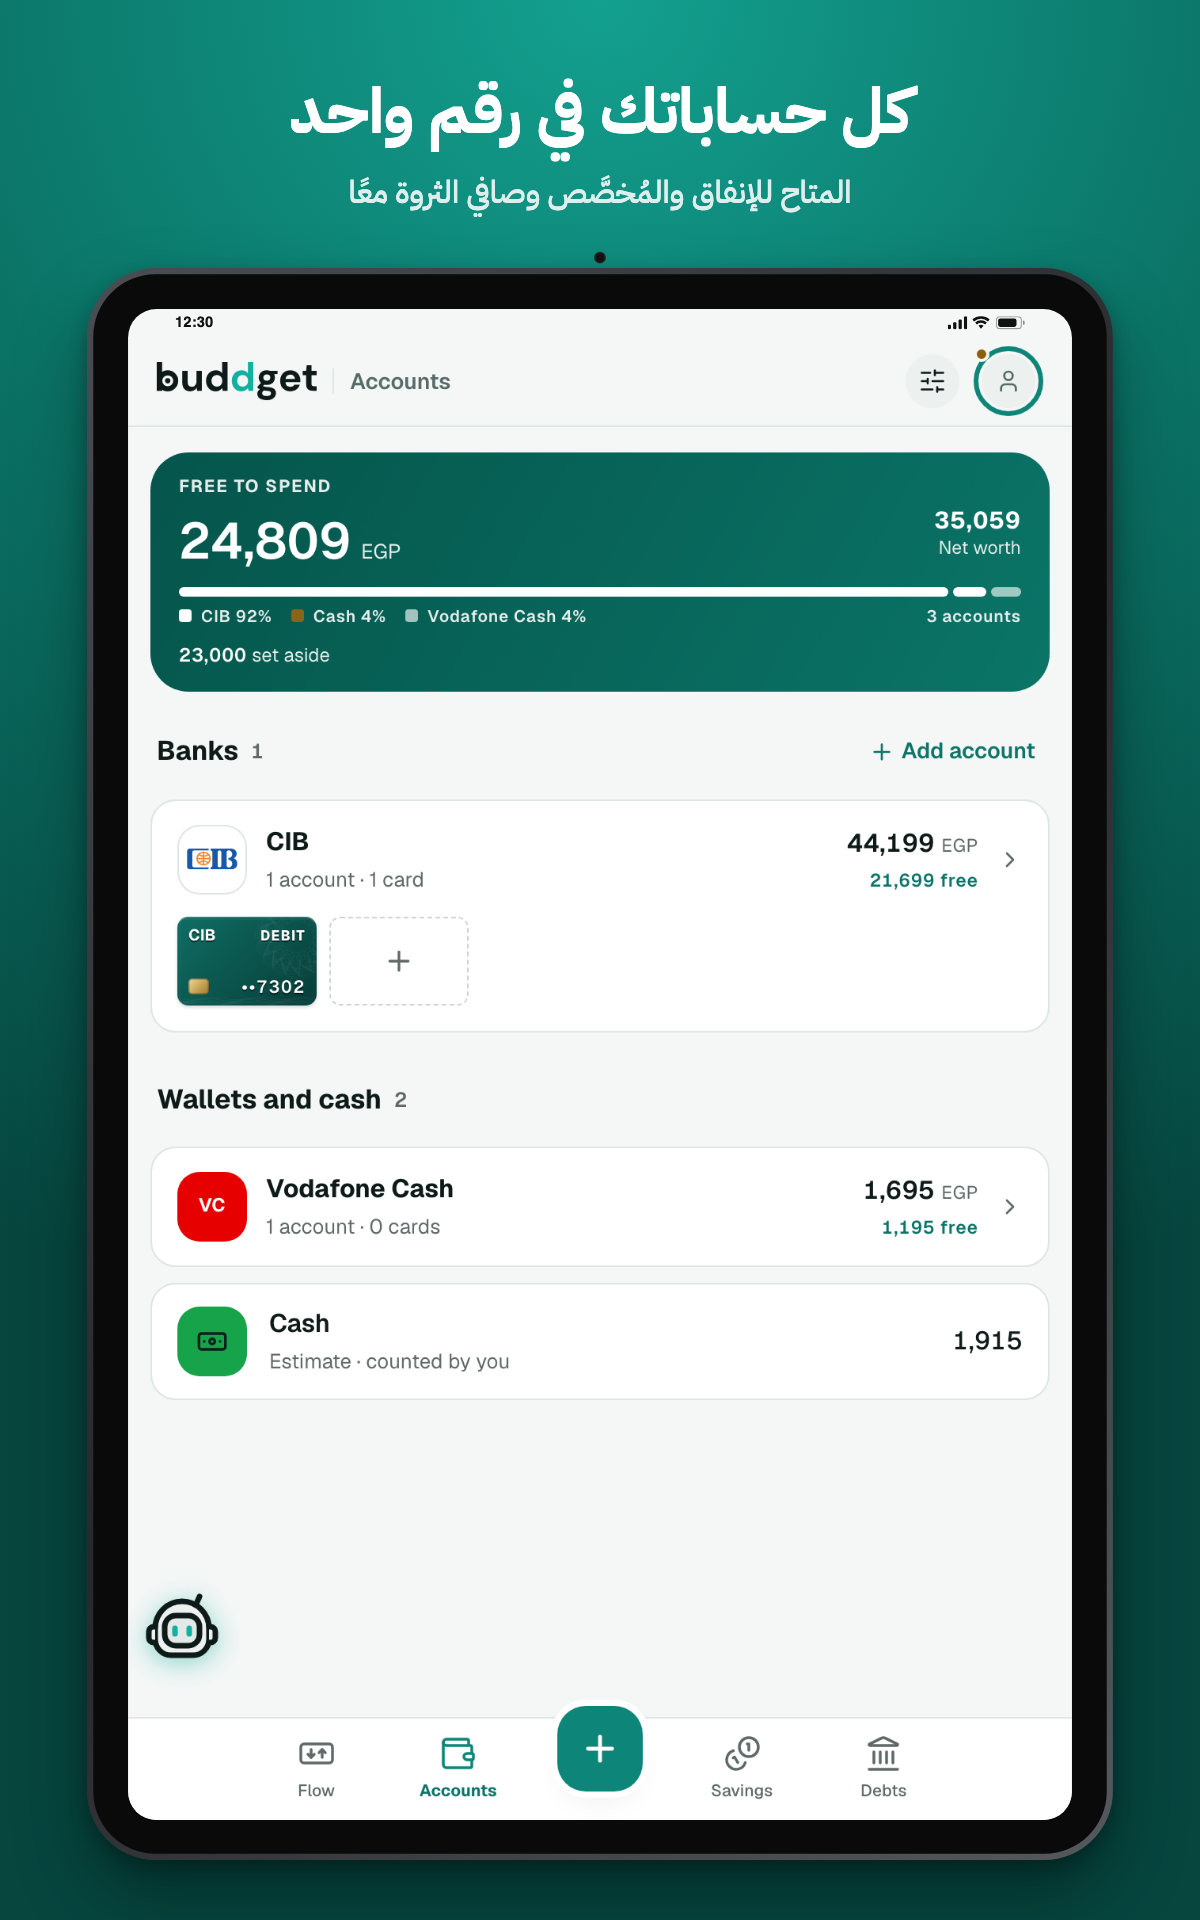 كل حساباتك في رقم واحد
المتاح للإنفاق والمُخصَّص وصافي الثروة معًا
12:30
buddget Accounts
FREE TO SPEND
24,809 EGP
35,059
Net worth
CIB 92% Cash 4% Vodafone Cash 4% 3 accounts
23,000 set aside
Banks 1 + Add account
CIB
CIB
44,199 EGP
1 account · 1 card
21,699 free
CIB DEBIT
••7302
+
Wallets and cash 2
VC
Vodafone Cash
1,695 EGP
1 account · 0 cards
1,195 free
Cash
Estimate · counted by you
1,915
+
Flow Accounts Savings Debts